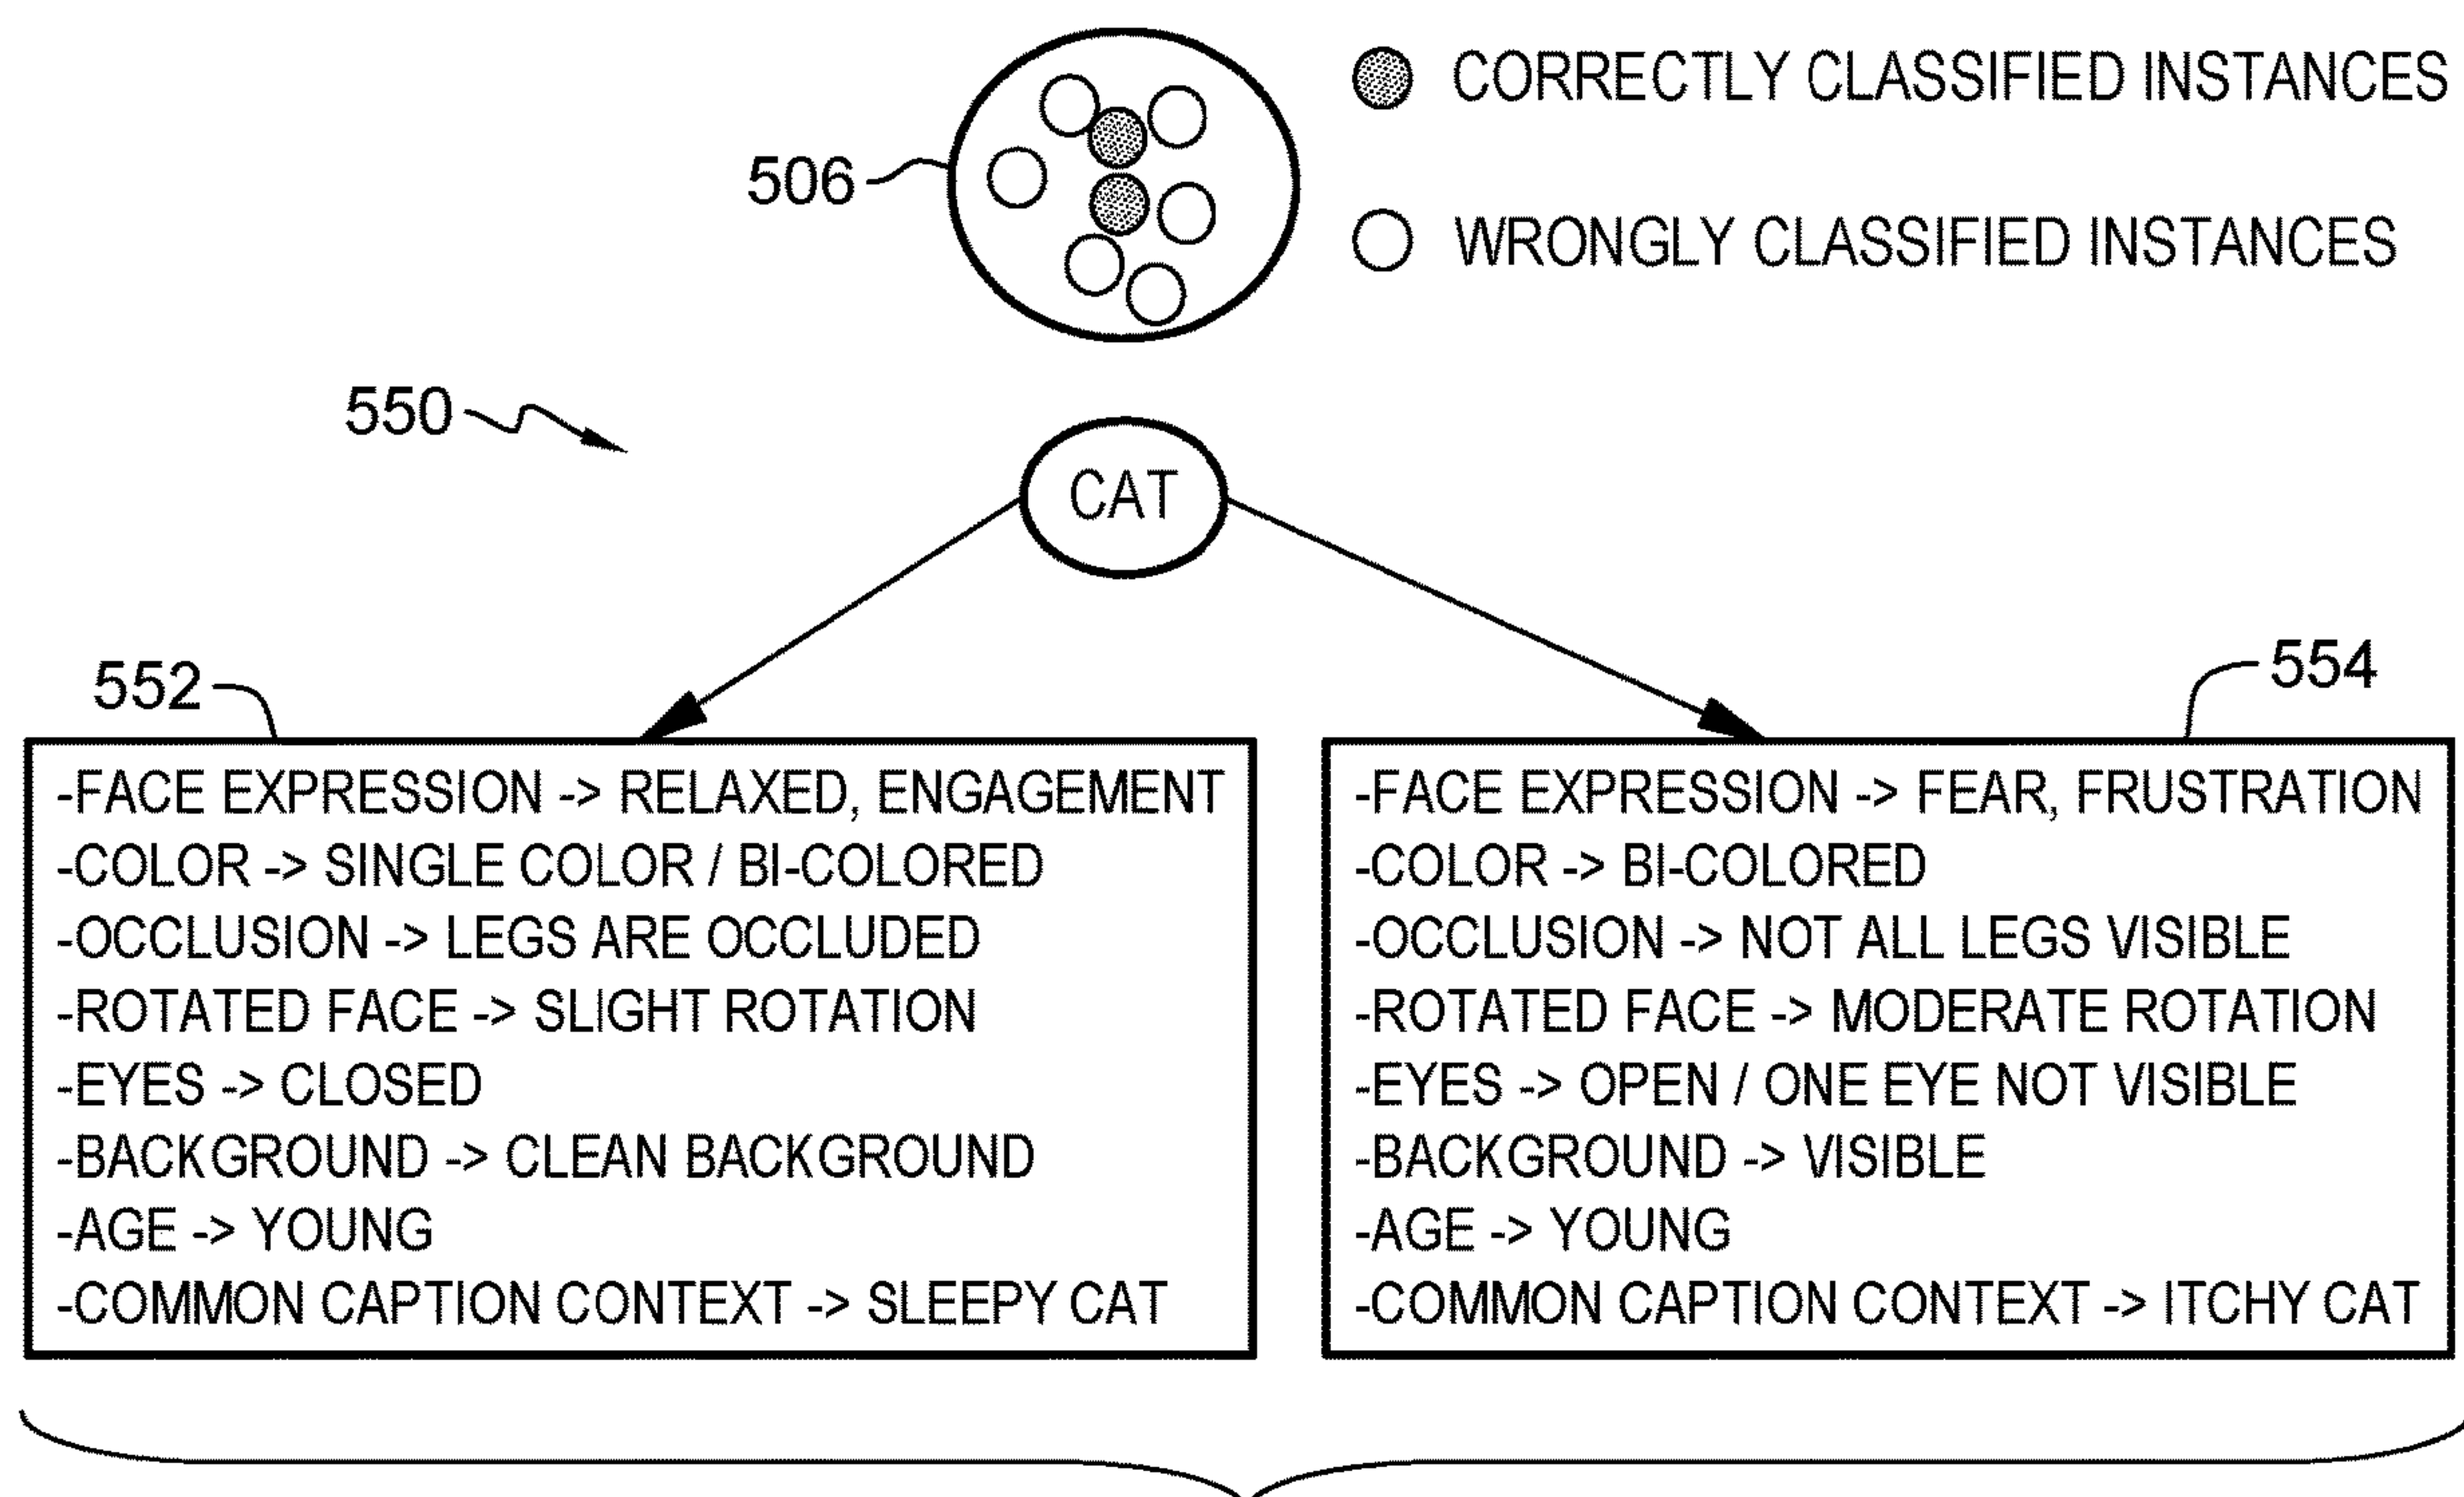 CORRECTLY CLASSIFIED INSTANCES
506
WRONGLY CLASSIFIED INSTANCES
550
CAT
552
554
-FACE EXPRESSION -> RELAXED, ENGAGEMENT
-COLOR -> SINGLE COLOR / BI-COLORED
-OCCLUSION -> LEGS ARE OCCLUDED
-ROTATED FACE -> SLIGHT ROTATION
-EYES -> CLOSED
-BACKGROUND -> CLEAN BACKGROUND
-AGE -> YOUNG
-COMMON CAPTION CONTEXT -> SLEEPY CAT
-FACE EXPRESSION -> FEAR, FRUSTRATION
-COLOR -> BI-COLORED
-OCCLUSION -> NOT ALL LEGS VISIBLE
-ROTATED FACE -> MODERATE ROTATION
-EYES -> OPEN / ONE EYE NOT VISIBLE
-BACKGROUND -> VISIBLE
-AGE -> YOUNG
-COMMON CAPTION CONTEXT -> ITCHY CAT